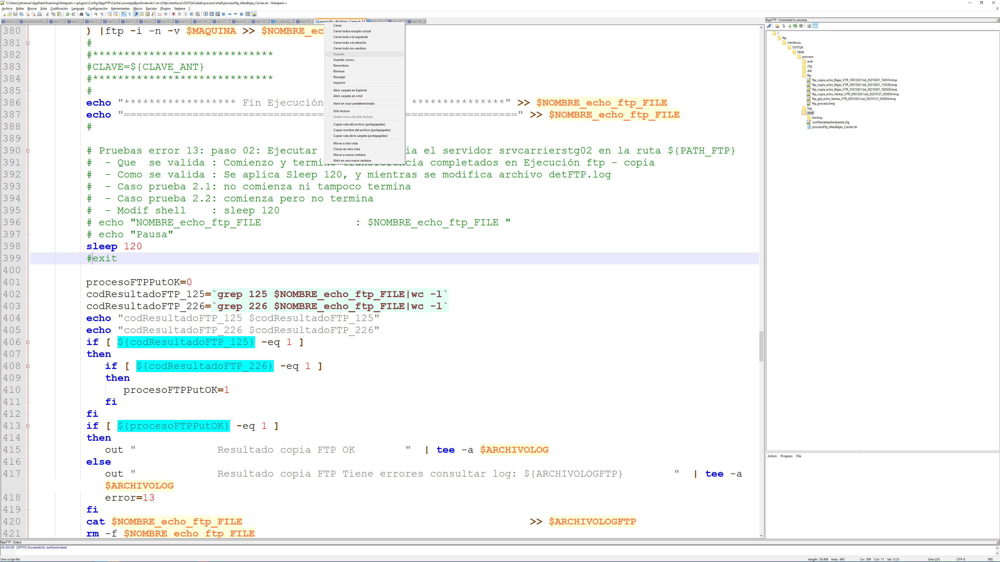 C:\Users\jsilvamar\AppData\Roaming\Notepad++\plugins\Config\NppFTP\Cache\usroutqa@pctlmdevelc1.vtr.cl\ftp\interfaces\OUTQA\ldiab\proceso\shell\procesoFtp_AltasBajas_Carrier.sh - Notepad++
Archivo Editar Buscar Vista Codificación Lenguaje Configuración Herramientas Macro Ejecutar Plugins Ventana ? X
new 4 conexiones3.txt new 1 new 2 new 3 new 5 new 7 new 8 new 9 new 6 new 10 new 11 new 12 new 13 ftp_user.cfg new 14 procesoFtp_AltasBajas_Carrier.sh altas.cfg new 15 new 16
380 ) |ftp -i -n -v $MAQUINA >> $NOMBRE_ec
381 #
382 #*****************************
383 #CLAVE=${CLAVE_ANT}
384 #*****************************
385 #
386 echo "****************** Fin Ejecución *************** " >> $NOMBRE_echo_ftp_FILE
387 echo "================================ ==================" >> $NOMBRE_echo_ftp_FILE
388 #
389
390 # Pruebas error 13: paso 02: Ejecutar ia el servidor srvcarrierstg02 en la ruta ${PATH_FTP}
391 # - Que se valida : Comienzo y termino transferencia completados en Ejecución ftp - copia
392 # - Como se valida : Se aplica Sleep 120, y mientras se modifica archivo detFTP.log
393 # - Caso prueba 2.1: no comienza ni tampoco termina
394 # - Caso prueba 2.2: comienza pero no termina
395 # - Modif shell : sleep 120
396 # echo "NOMBRE_echo_ftp_FILE : $NOMBRE_echo_ftp_FILE "
397 # echo "Pausa"
398 sleep 120
399 #exit
400
401 procesoFTPPutOK=0
402 codResultadoFTP_125=`grep 125 $NOMBRE_echo_ftp_FILE|wc -l`
403 codResultadoFTP_226=`grep 226 $NOMBRE_echo_ftp_FILE|wc -l`
404 echo "codResultadoFTP_125 $codResultadoFTP_125"
405 echo "codResultadoFTP_226 $codResultadoFTP_226"
406 if [ ${codResultadoFTP_125} -eq 1 ]
407 then
408 if [ ${codResultadoFTP_226} -eq 1 ]
409 then
410 procesoFTPPutOK=1
411 fi
412 fi
413 if [ ${procesoFTPPutOK} -eq 1 ]
414 then
415 out " Resultado copia FTP OK " | tee -a $ARCHIVOLOG
416 else
417 out " Resultado copia FTP Tiene errores consultar log: ${ARCHIVOLOGFTP} " | tee -a
$ARCHIVOLOG
418 error=13
419 fi
420 cat $NOMBRE_echo_ftp_FILE >> $ARCHIVOLOGFTP
421 rm -f $NOMBRE_echo_ftp_FILE
Cerrar
Cerrar todos excepto actual
Cerrar todo a la izquierda
Cerrar todo a la derecha
Cerrar todo sin cambios
Guardar
Guardar como...
Renombrar
Eliminar
Recargar
Imprimir
Abrir carpeta en Explorer
Abrir carpeta en cmd
Abrir en visor predeterminado
Sólo lectura
Quitar marca de Sólo lectura
Copiar ruta del archivo (portapapeles)
Copiar nombre del archivo (portapapeles)
Copiar ruta de la carpeta (portapapeles)
Mover a otra vista
Clonar en otra vista
Mover a nueva ventana
Abrir en una nueva ventana
NppFTP - Connected to usroutqa
/
ftp
interfaces
OUTQA
ldiab
proceso
awk
cfg
dat
ftp
ftp_copia_echo_Bajas_VTR_10012021.txt_20210201_182614.tmp
ftp_copia_echo_Bajas_VTR_30012021.txt_20210201_174336.tmp
ftp_copia_echo_Bajas_VTR_31012021.txt_20210201_182028.tmp
ftp_copia_echo_Ventas_VTR_05012021.txt_20210121_053854.tmp
ftp_get_echo_Ventas_VTR_05012021.txt_20210121_053854.tmp
ftp_proceso.tmp
log
shell
backup
confVariablesAmbiente.cfg
procesoFtp_AltasBajas_Carrier.sh
Action Progress File
NppFTP - Output
19:30:09 [SFTP] Successfully authenticated
Unix script file length : 30.406 lines : 645 Ln : 399 Col : 11 Sel : 0 | 0 Unix (LF) UTF-8 INS